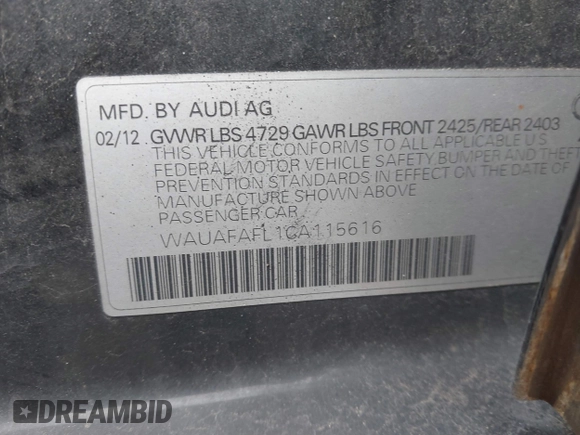 MFD. BY AUDI AG
02/12 GVWR LBS 4729 GAWR LBS FRONT 2425/REAR 2403
THIS VEHICLE CONFORMS TO ALL APPLICABLE U.S.
FEDERAL MOTOR VEHICLE SAFETY BUMPER AND THEFT
PREVENTION STANDARDS IN EFFECT ON THE DATE OF
MANUFACTURE SHOWN ABOVE
PASSENGER CAR
WAUAFAFL1CA115616
DREAMBID